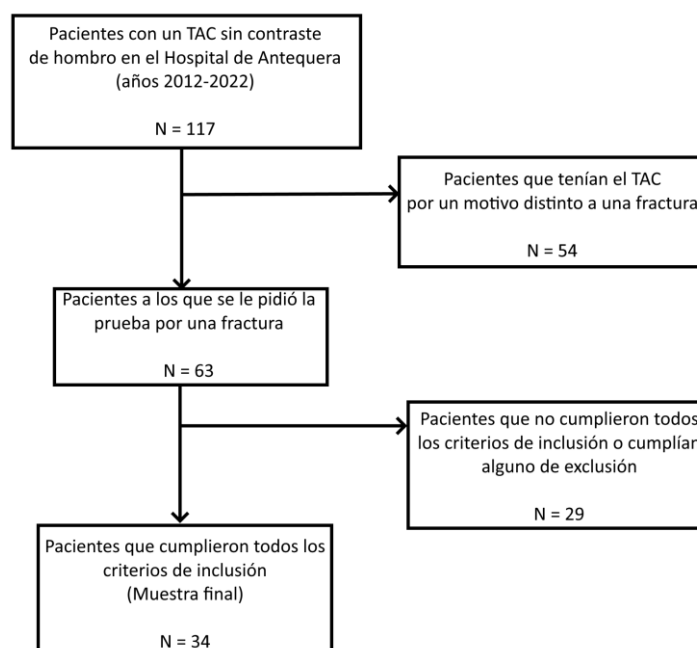 Pacientes con un TAC sin contraste
de hombro en el Hospital de Antequera
(años 2012-2022)
N = 117
Pacientes que tenían el TAC
por un motivo distinto a una fractura
N = 54
Pacientes a los que se le pidió la
prueba por una fractura
N = 63
Pacientes que no cumplieron todos
los criterios de inclusión o cumplían
alguno de exclusión
N = 29
Pacientes que cumplieron todos los
criterios de inclusión
(Muestra final)
N = 34